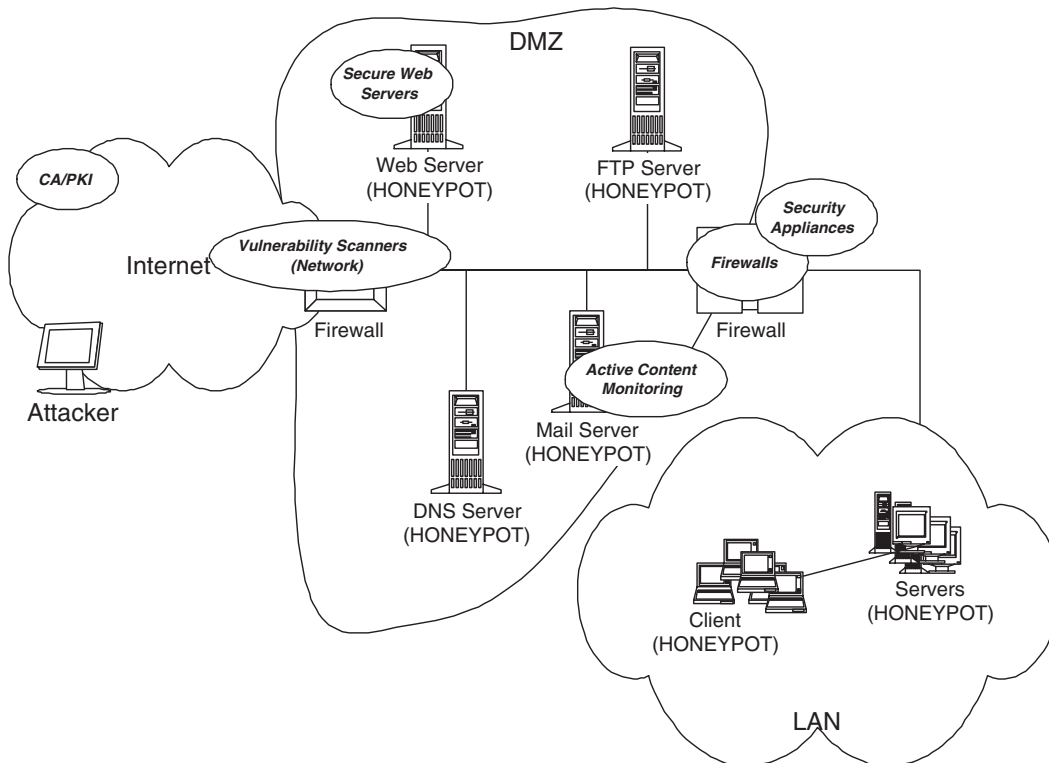 DMZ
Secure Web
Servers
Web Server
(HONEYPOT)
FTP Server
(HONEYPOT)
CA/PKI
Security
Appliances
Internet
Vulnerability Scanners
(Network)
Firewalls
Firewall
Firewall
Attacker
Active Content
Monitoring
Mail Server
(HONEYPOT)
DNS Server
(HONEYPOT)
Servers
(HONEYPOT)
Client
(HONEYPOT)
LAN